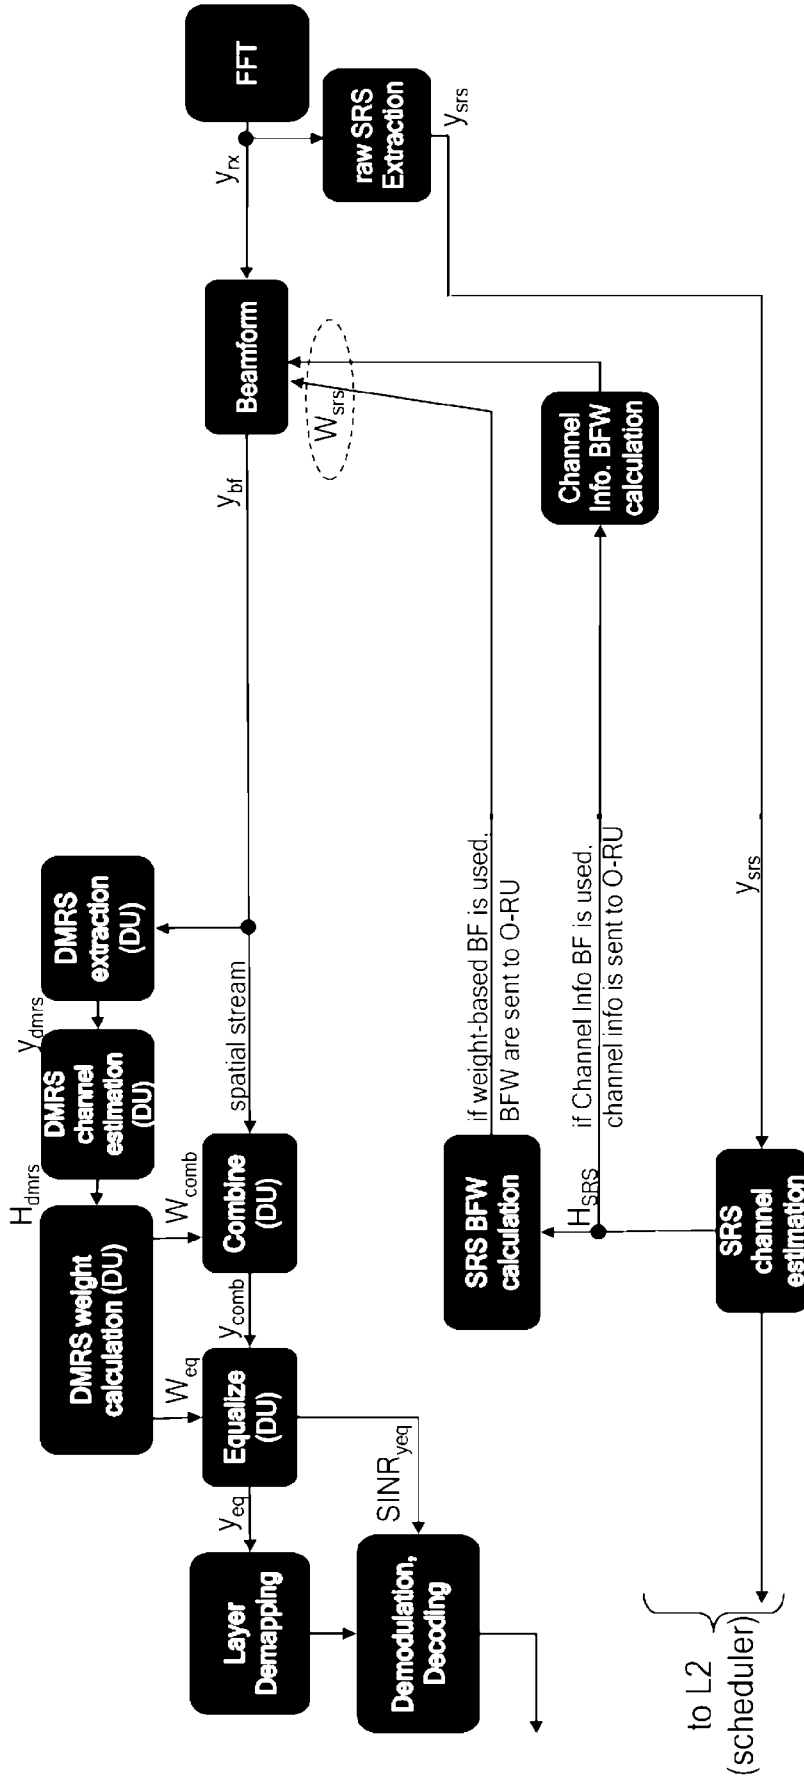 DMRS weight
calculation (DU)
H_dmrs
DMRS
channel
estimation
(DU)
y_dmrs
DMRS
extraction
(DU)
W_eq
W_comb
Layer
Demapping
y_eq
Equalize
(DU)
y_comb
Combine
(DU)
spatial stream
y_bf
Beamform
y_rx
FFT
W_srs
raw SRS
Extraction
y_srs
SINR_yeq
Demodulation,
Decoding
SRS BFW
calculation
if weight-based BF is used.
BFW are sent to O-RU
H_SRS
if Channel Info BF is used.
channel info is sent to O-RU
Channel
Info. BFW
calculation
to L2
(scheduler)
SRS
channel
estimation
y_srs